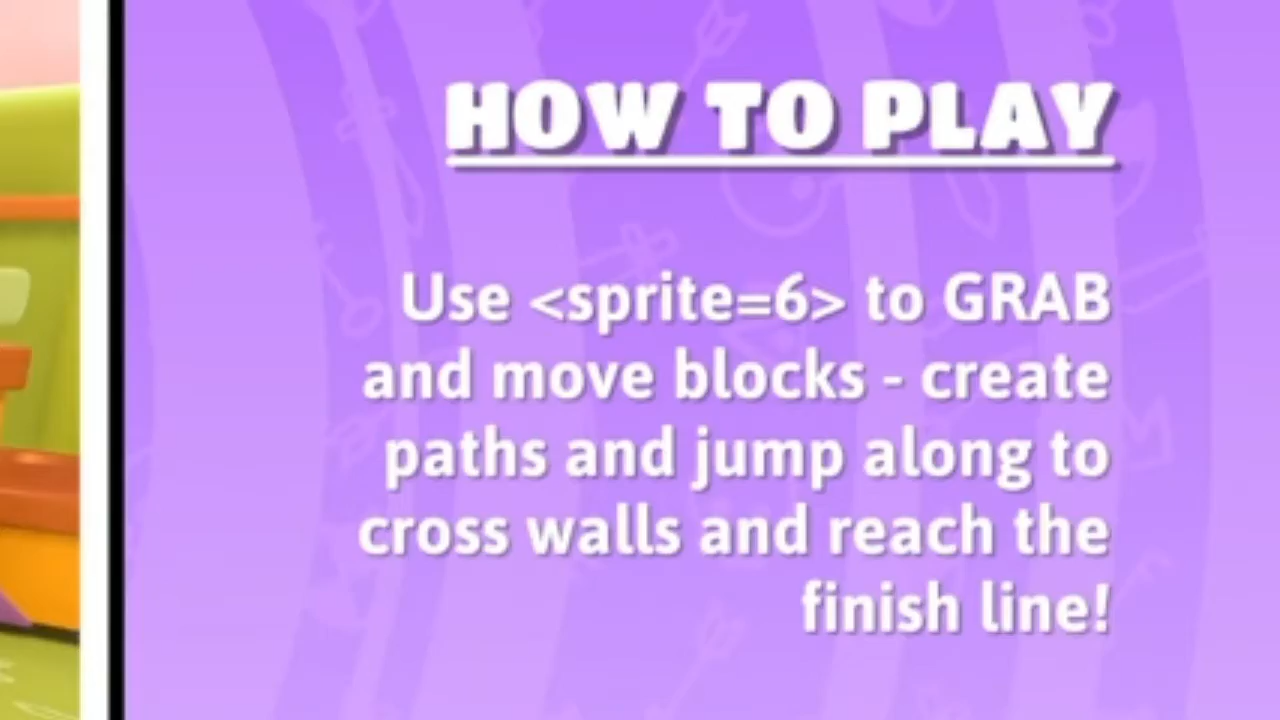 HOW TO PLAY
Use <sprite=6> to GRAB
and move blocks - create
paths and jump along to
cross walls and reach the
finish line!